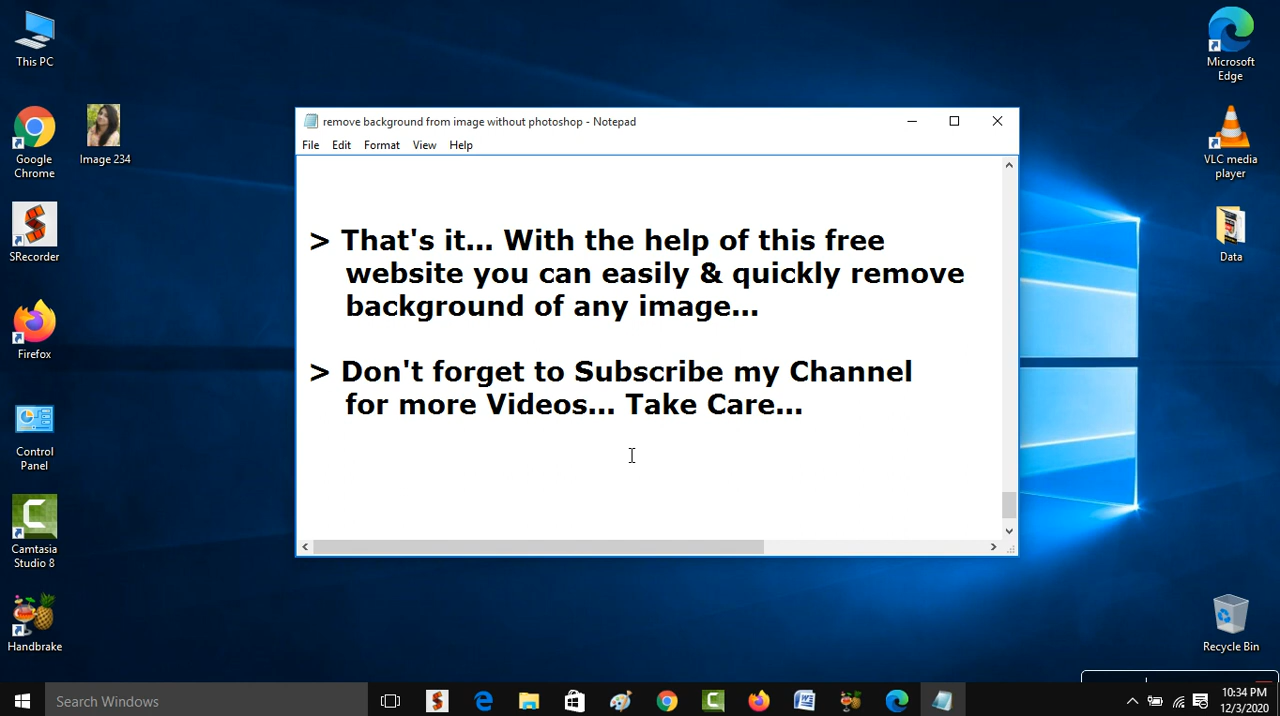 This PC
Google
Chrome
Image 234
SRecorder
Firefox
Control
Panel
Camtasia
Studio 8
Handbrake
remove background from image without photoshop - Notepad
File Edit Format View Help
> That's it... With the help of this free
website you can easily & quickly remove
background of any image...
> Don't forget to Subscribe my Channel
for more Videos... Take Care...
Microsoft
Edge
VLC media
player
Data
Recycle Bin
Search Windows
10:34 PM
12/3/2020